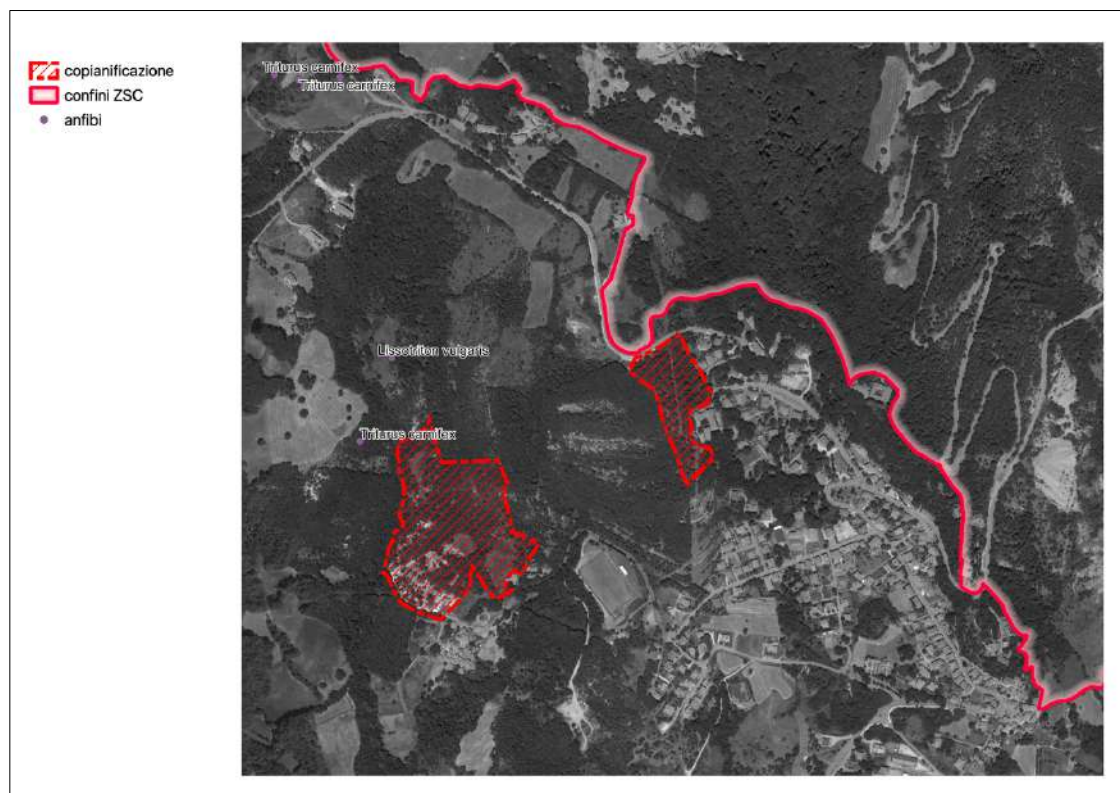 copianificazione
confini ZSC
anfibi
Triturus carnifex
Triturus carnifex
Lissotriton vulgaris
Triturus carnifex